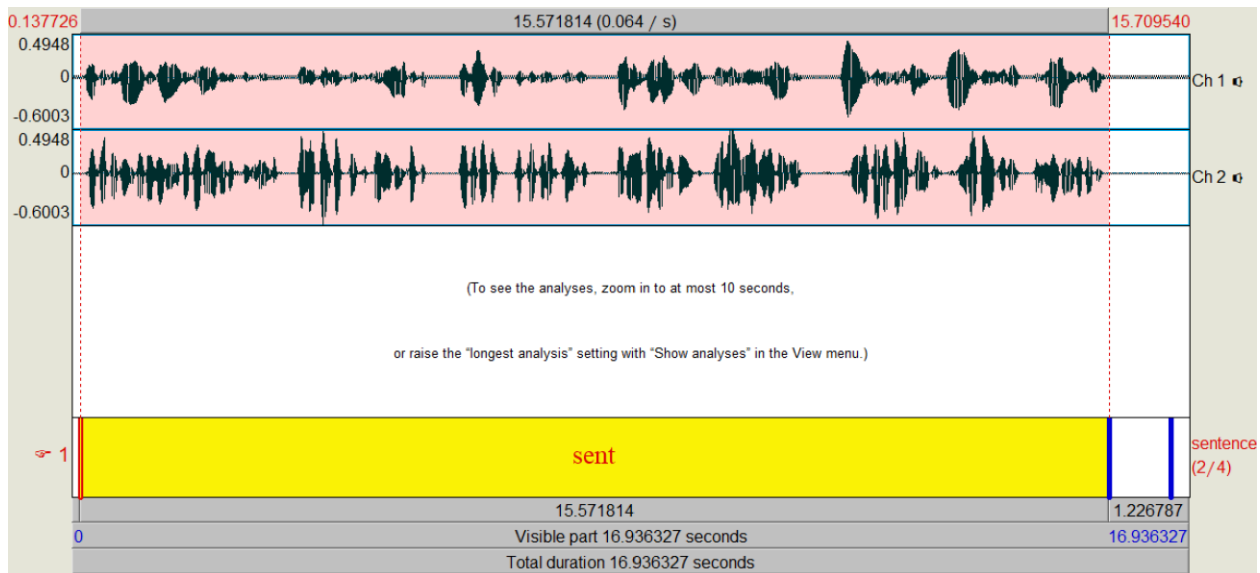 0.137726 15.571814 (0.064 / s) 15.709540
0.4948
0
-0.6003
Ch 1
0.4948
0
-0.6003
Ch 2
(To see the analyses, zoom in to at most 10 seconds,
or raise the “longest analysis” setting with “Show analyses” in the View menu.)
☞ 1 sent sentence
(2/4)
15.571814 1.226787
0 Visible part 16.936327 seconds 16.936327
Total duration 16.936327 seconds